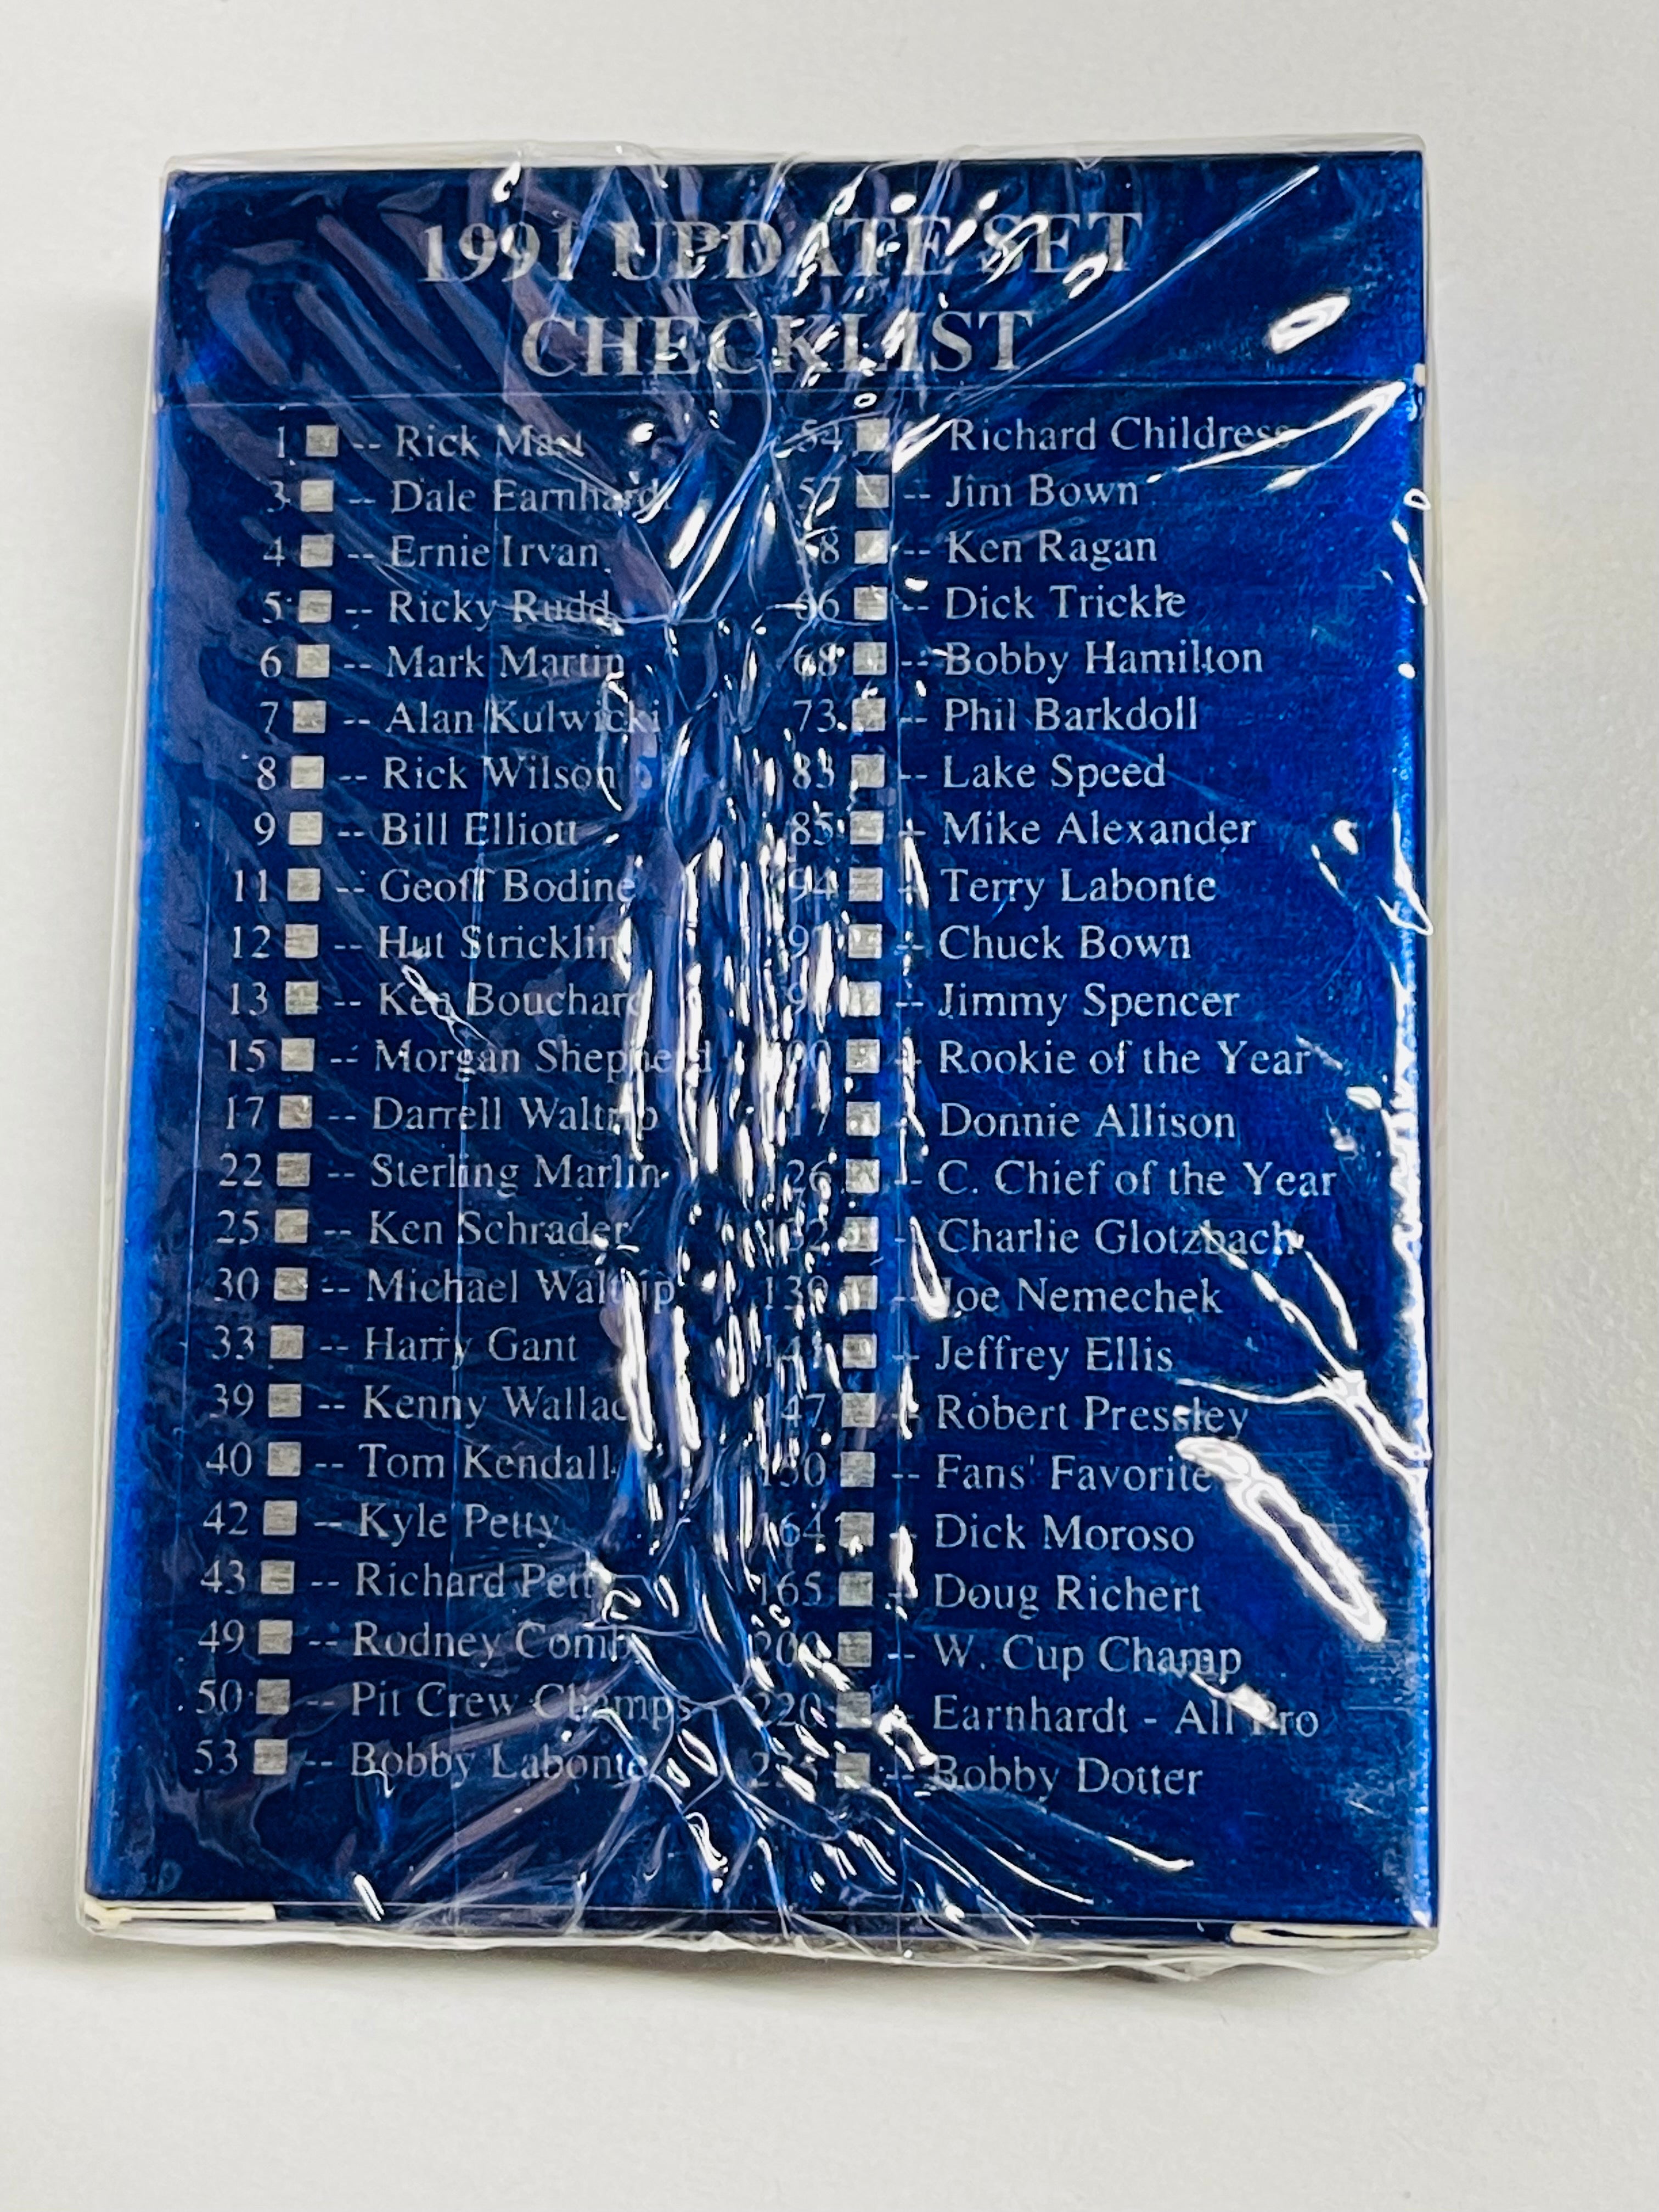 1991 UPDATE SET
CHECKLIST
1 -- Rick Mast
3 -- Dale Earnhardt
4 -- Ernie Irvan
5 -- Ricky Rudd
6 -- Mark Martin
7 -- Alan Kulwicki
8 -- Rick Wilson
9 -- Bill Elliott
11 -- Geoff Bodine
12 -- Hut Stricklin
13 -- Ken Bouchard
15 -- Morgan Shepherd
17 -- Darrell Waltrip
22 -- Sterling Marlin
25 -- Ken Schrader
30 -- Michael Waltrip
33 -- Harry Gant
39 -- Kenny Wallace
40 -- Tom Kendall
42 -- Kyle Petty
43 -- Richard Petty
49 -- Rodney Combs
50 -- Pit Crew Champs
53 -- Bobby Labonte
54 -- Richard Childress
57 -- Jim Bown
-- Ken Ragan
66 -- Dick Trickle
68 -- Bobby Hamilton
73 -- Phil Barkdoll
83 -- Lake Speed
85 -- Mike Alexander
94 -- Terry Labonte
-- Chuck Bown
-- Jimmy Spencer
-- Rookie of the Year
-- Donnie Allison
126 -- C. Chief of the Year
-- Charlie Glotzbach
139 -- Joe Nemechek
-- Jeffrey Ellis
147 -- Robert Pressley
150 -- Fans' Favorite
164 -- Dick Moroso
165 -- Doug Richert
200 -- W. Cup Champ
220 -- Earnhardt - All Pro
-- Bobby Dotter